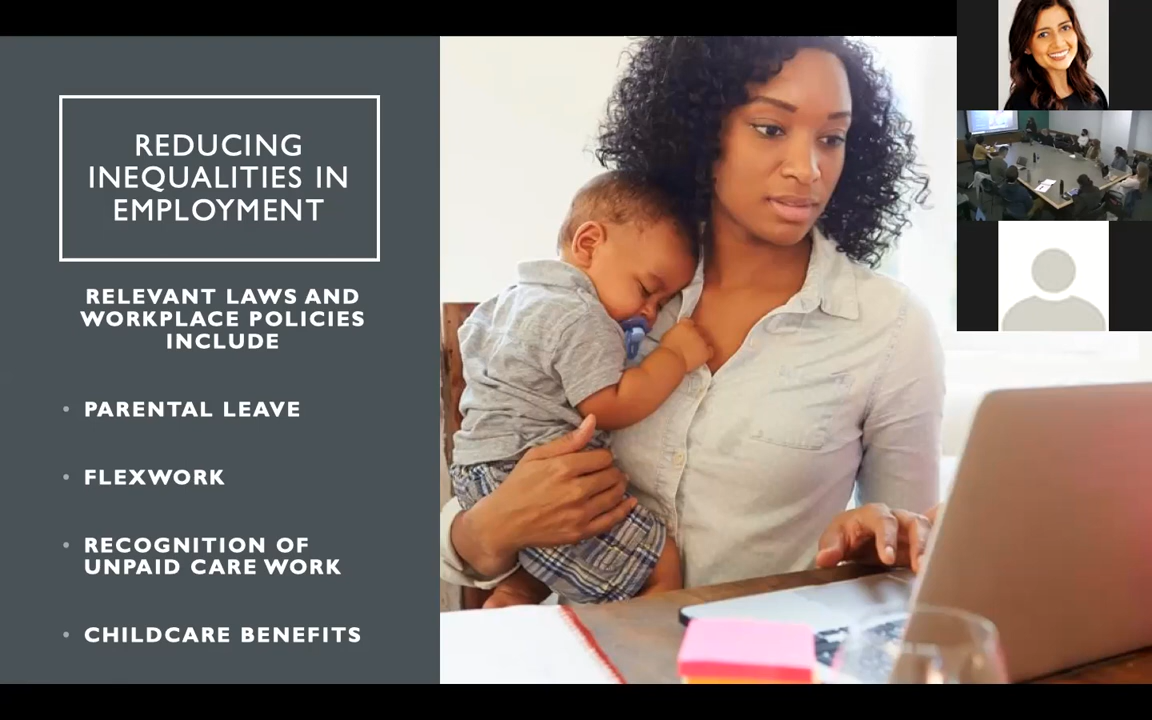 REDUCING
INEQUALITIES IN
EMPLOYMENT
RELEVANT LAWS AND
WORKPLACE POLICIES
INCLUDE
• PARENTAL LEAVE
• FLEXWORK
• RECOGNITION OF
UNPAID CARE WORK
• CHILDCARE BENEFITS